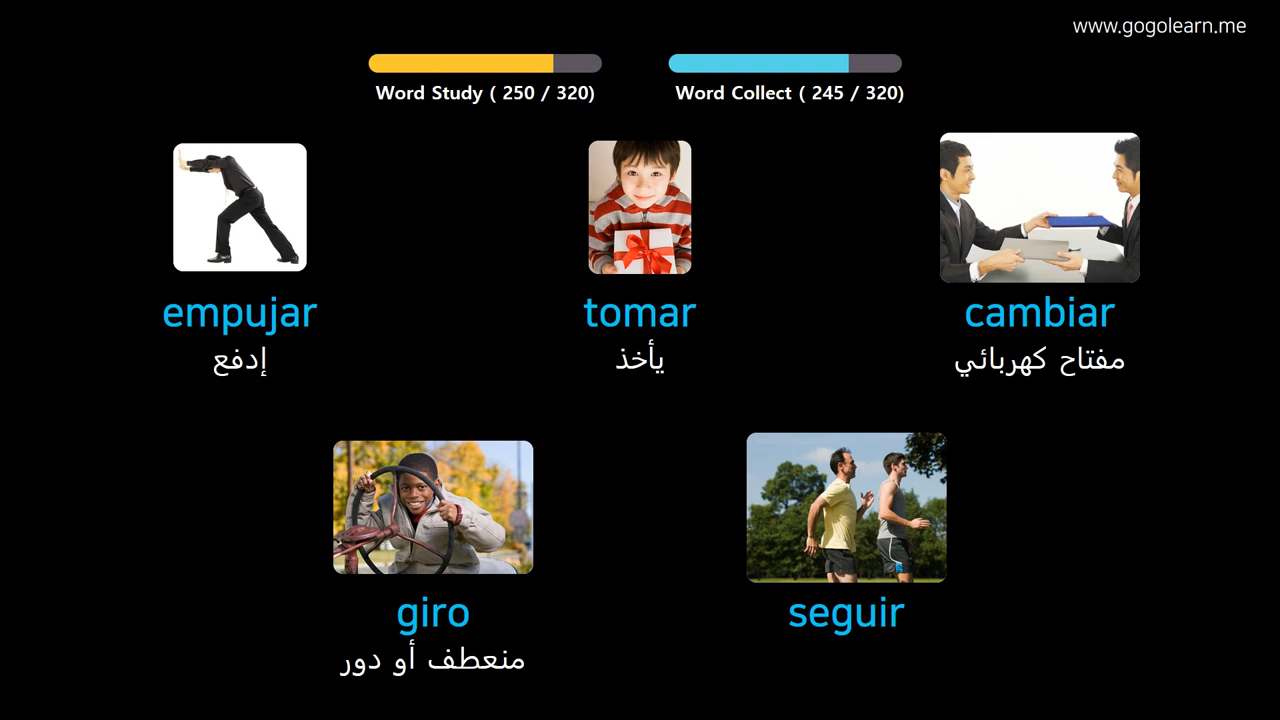 www.gogolearn.me
Word Study ( 250 / 320)
Word Collect ( 245 / 320)
empujar
إدفع
tomar
يأخذ
cambiar
مفتاح كهربائي
giro
منعطف أو دور
seguir